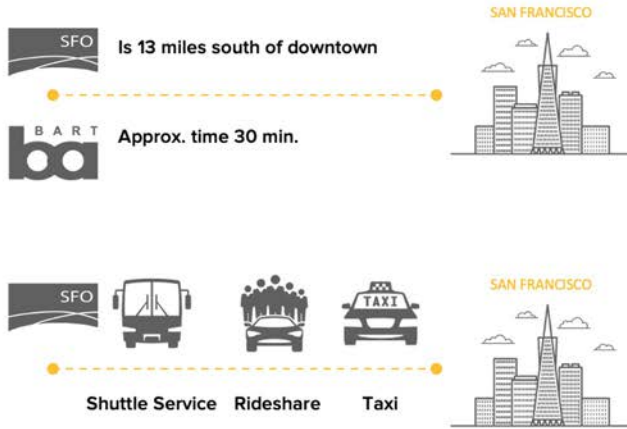 SAN FRANCISCO
SFO
Is 13 miles south of downtown
BART
ba
Approx. time 30 min.
SAN FRANCISCO
SFO
TAXI
Shuttle Service Rideshare Taxi